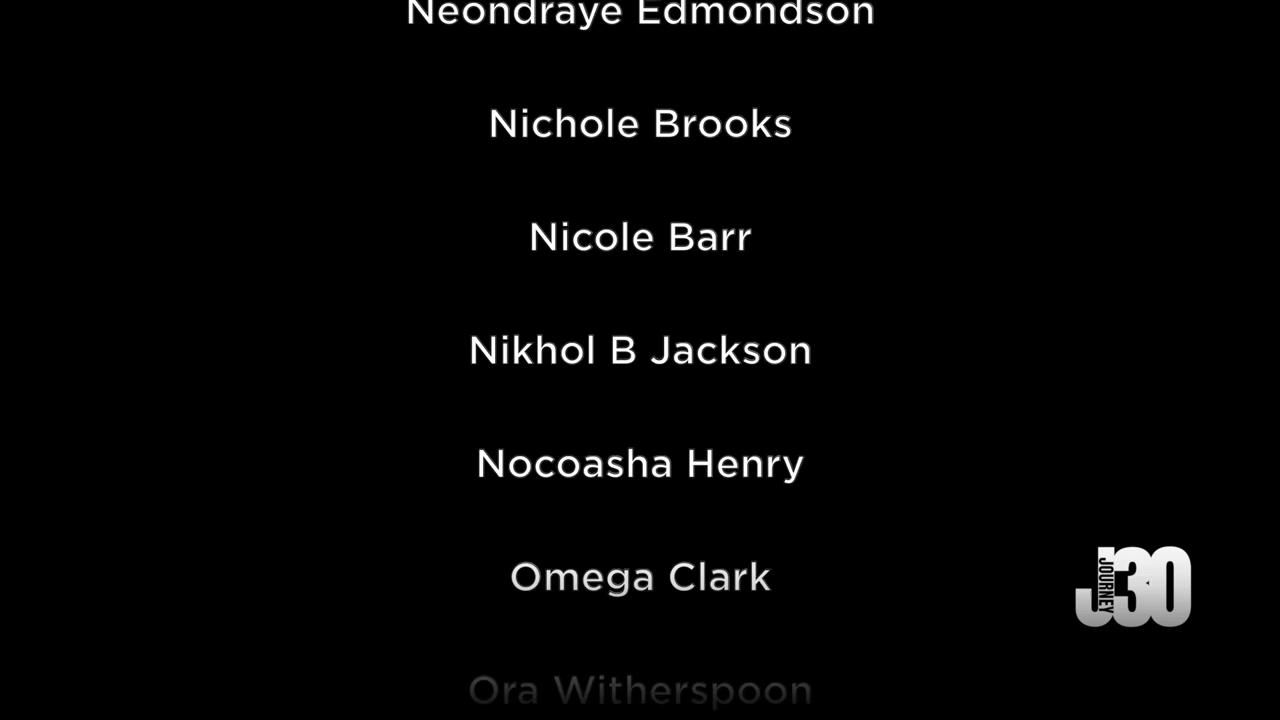 Neondraye Edmondson
Nichole Brooks
Nicole Barr
Nikhol B Jackson
Nocoasha Henry
Omega Clark
Ora Witherspoon
J30
JOURNEY